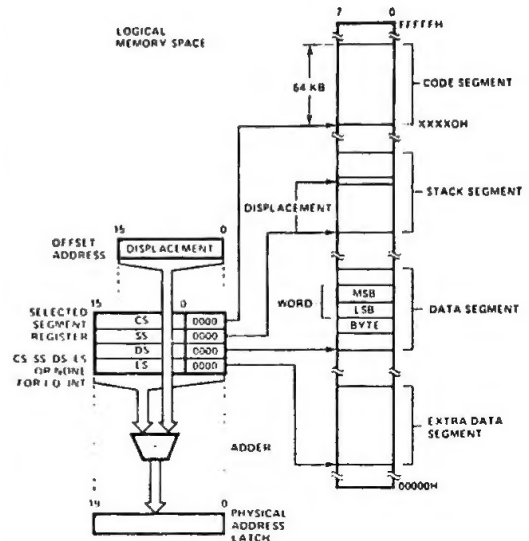 LOGICAL
MEMORY SPACE
7 0
FFFFFH
64 KB
CODE SEGMENT
XXXX0H
STACK SEGMENT
DISPLACEMENT
15 0
OFFSET
ADDRESS
DISPLACEMENT
WORD
MSB
LSB
BYTE
DATA SEGMENT
15 0
SELECTED
SEGMENT
REGISTER
CS SS DS ES
OR NONE
FOR I/O INT
CS 0000
SS 0000
DS 0000
ES 0000
EXTRA DATA
SEGMENT
00000H
ADDER
19 0
PHYSICAL
ADDRESS
LATCH